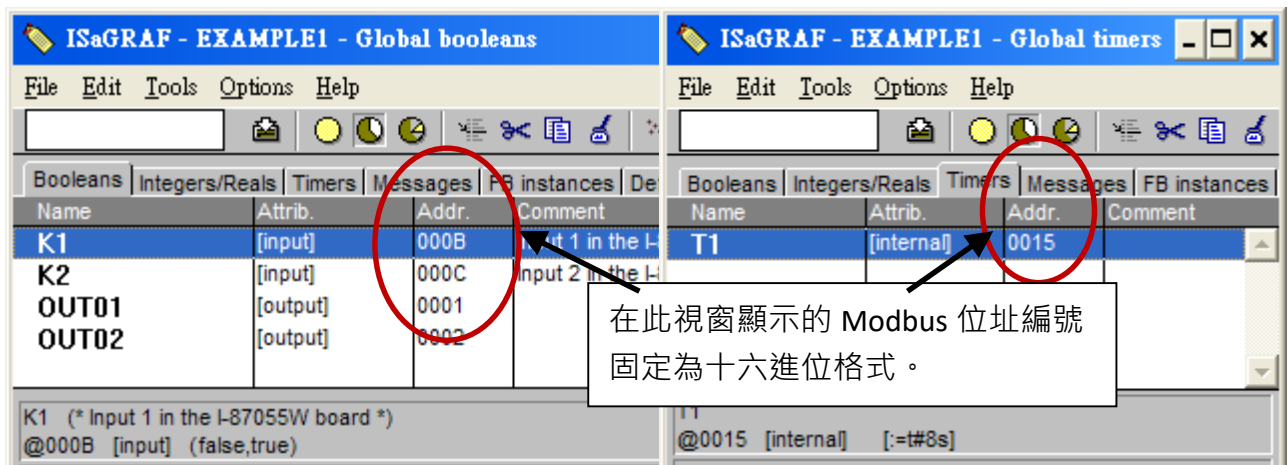 ISaGRAF - EXAMPLE1 - Global booleans
File Edit Tools Options Help
Booleans Integers/Reals Timers Messages FB instances De
Name Attrib. Addr. Comment
K1 [input] 000B Input 1 in the I-8
K2 [input] 000C Input 2 in the I-8
OUT01 [output] 0001
OUT02 [output] 0002
K1 (* Input 1 in the I-87055W board *)
@000B [input] (false,true)
ISaGRAF - EXAMPLE1 - Global timers
File Edit Tools Options Help
Booleans Integers/Reals Timers Messages FB instances
Name Attrib. Addr. Comment
T1 [internal] 0015
T1
@0015 [internal] [:=t#8s]
在此視窗顯示的 Modbus 位址編號
固定為十六進位格式。